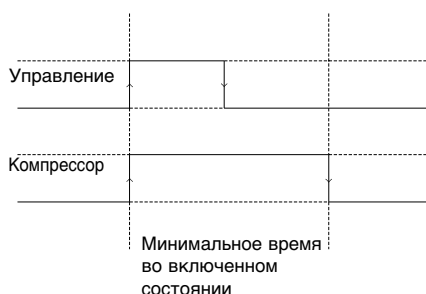 Управление
Компрессор
Минимальное время
во включенном
состоянии